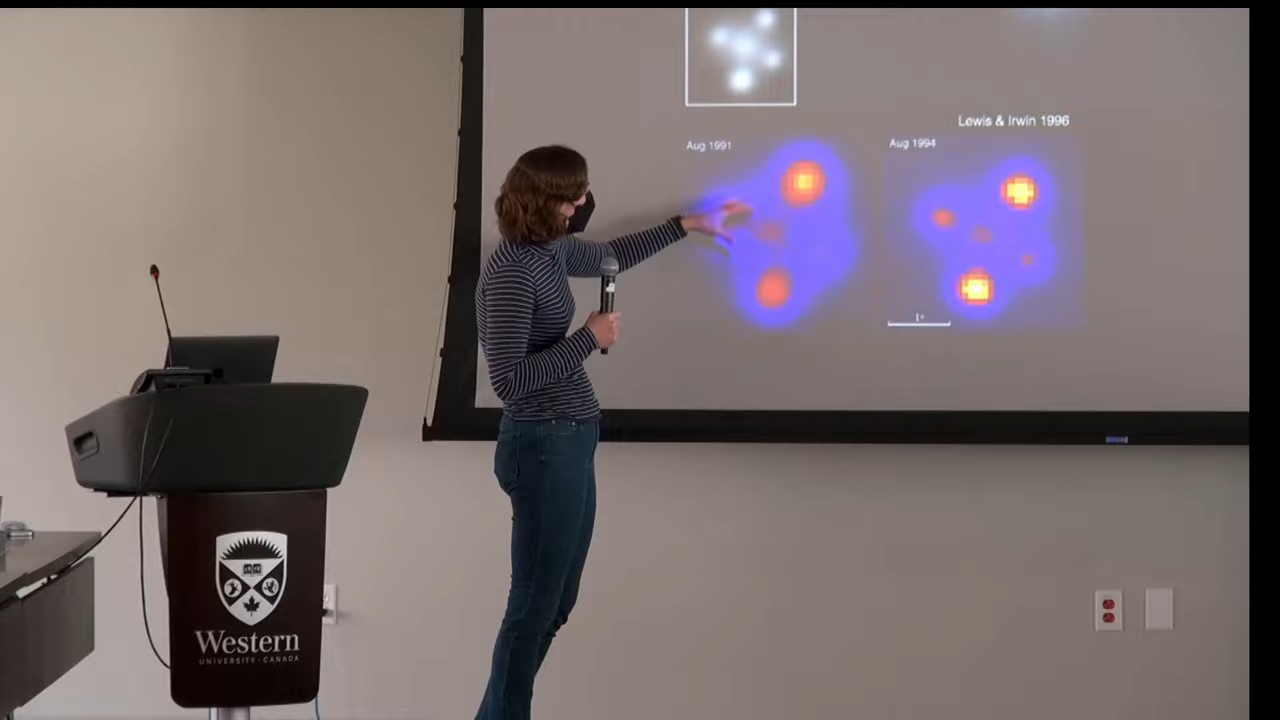 Lewis & Irwin 1996
Aug 1991
Aug 1994
1"
Western
UNIVERSITY · CANADA